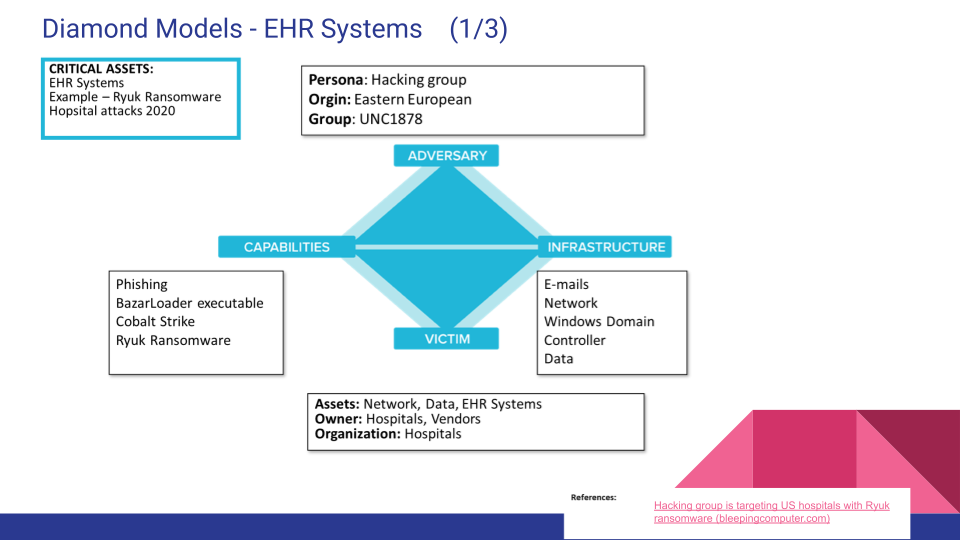 Diamond Models - EHR Systems (1/3)
CRITICAL ASSETS:
EHR Systems
Example – Ryuk Ransomware
Hopsital attacks 2020
Persona: Hacking group
Orgin: Eastern European
Group: UNC1878
ADVERSARY
CAPABILITIES
INFRASTRUCTURE
Phishing
BazarLoader executable
Cobalt Strike
Ryuk Ransomware
E-mails
Network
Windows Domain
Controller
Data
VICTIM
Assets: Network, Data, EHR Systems
Owner: Hospitals, Vendors
Organization: Hospitals
References:
Hacking group is targeting US hospitals with Ryuk
ransomware (bleepingcomputer.com)